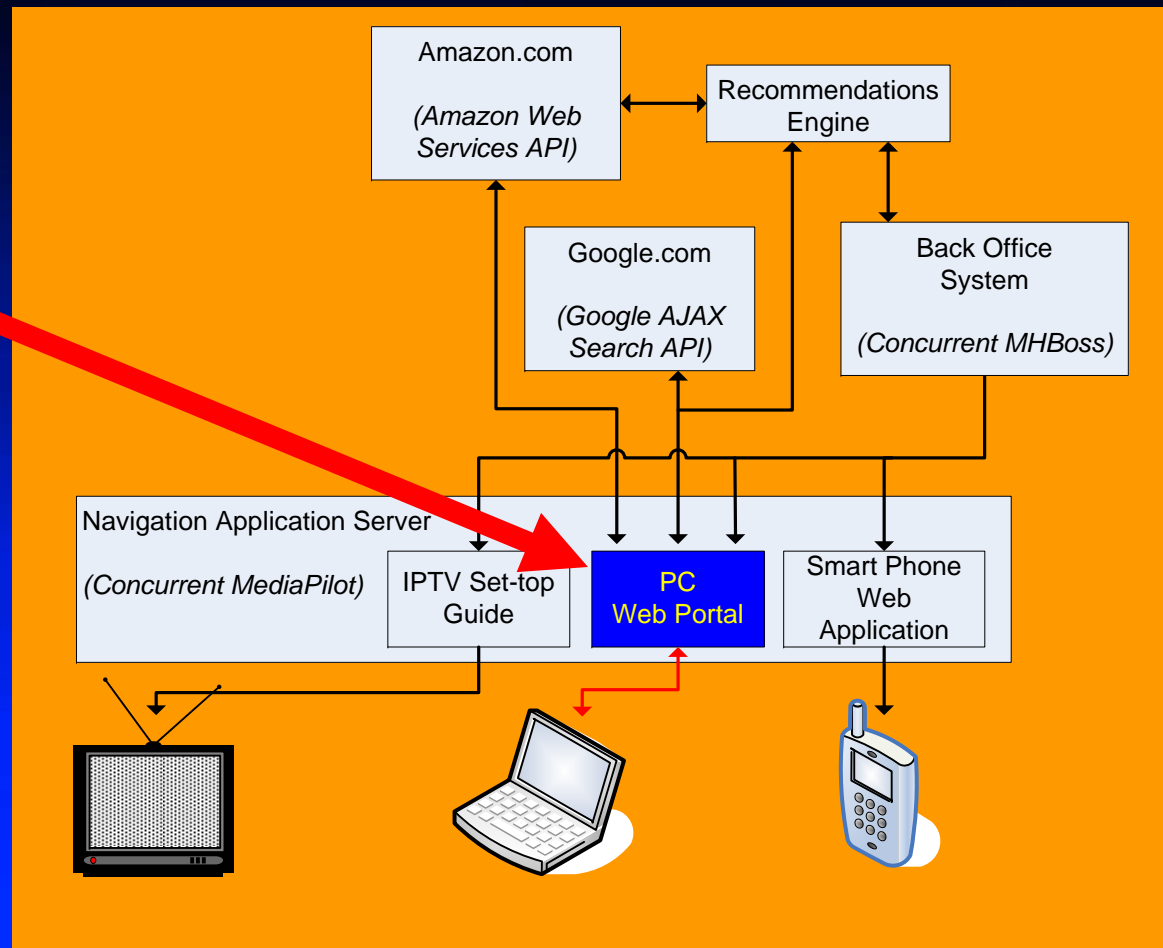 Amazon.com
(Amazon Web
Services API)
Recommendations
Engine
Google.com
(Google AJAX
Search API)
Back Office
System
(Concurrent MHBoss)
Navigation Application Server
(Concurrent MediaPilot)
IPTV Set-top
Guide
PC
Web Portal
Smart Phone
Web
Application